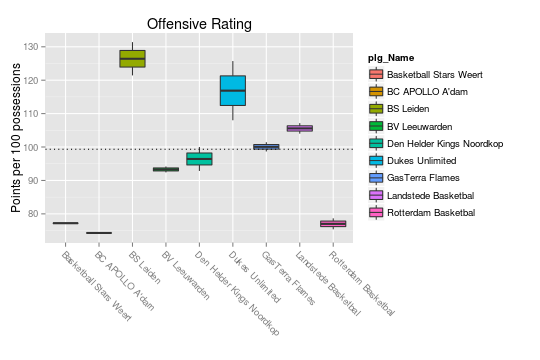 Offensive Rating
Points per 100 possessions
130
120
110
100
90
80
Basketball Stars Weert
BC APOLLO A'dam
BS Leiden
BV Leeuwarden
Den Helder Kings Noordkop
Dukes Unlimited
GasTerra Flames
Landstede Basketbal
Rotterdam Basketbal
plg_Name
Basketball Stars Weert
BC APOLLO A'dam
BS Leiden
BV Leeuwarden
Den Helder Kings Noordkop
Dukes Unlimited
GasTerra Flames
Landstede Basketbal
Rotterdam Basketbal